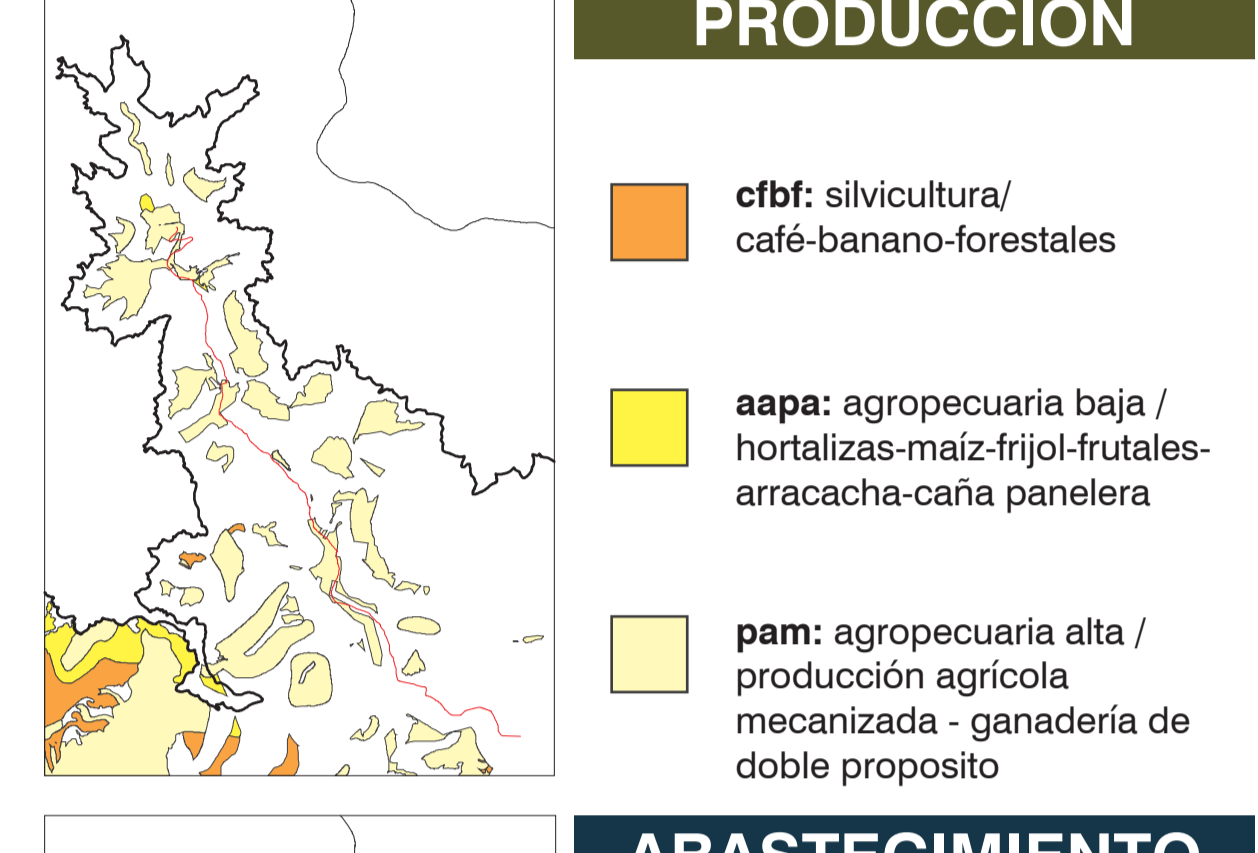 PRODUCCIÓN
cfbf: silvicultura/
café-banano-forestales
aapa: agropecuaria baja /
hortalizas-maíz-frijol-frutales-
arracacha-caña panelera
pam: agropecuaria alta /
producción agrícola
mecanizada - ganadería de
doble proposito
ABASTECIMIENTO